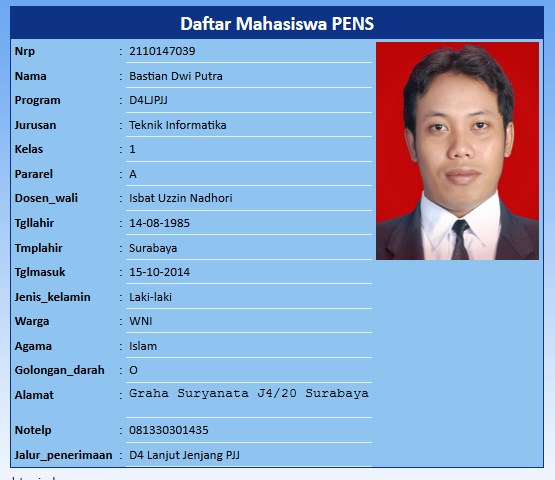 Daftar Mahasiswa PENS
Nrp : 2110147039
Nama : Bastian Dwi Putra
Program : D4LJPJJ
Jurusan : Teknik Informatika
Kelas : 1
Pararel : A
Dosen_wali : Isbat Uzzin Nadhori
Tgllahir : 14-08-1985
Tmplahir : Surabaya
Tglmasuk : 15-10-2014
Jenis_kelamin : Laki-laki
Warga : WNI
Agama : Islam
Golongan_darah : O
Alamat : Graha Suryanata J4/20 Surabaya
Notelp : 081330301435
Jalur_penerimaan : D4 Lanjut Jenjang PJJ